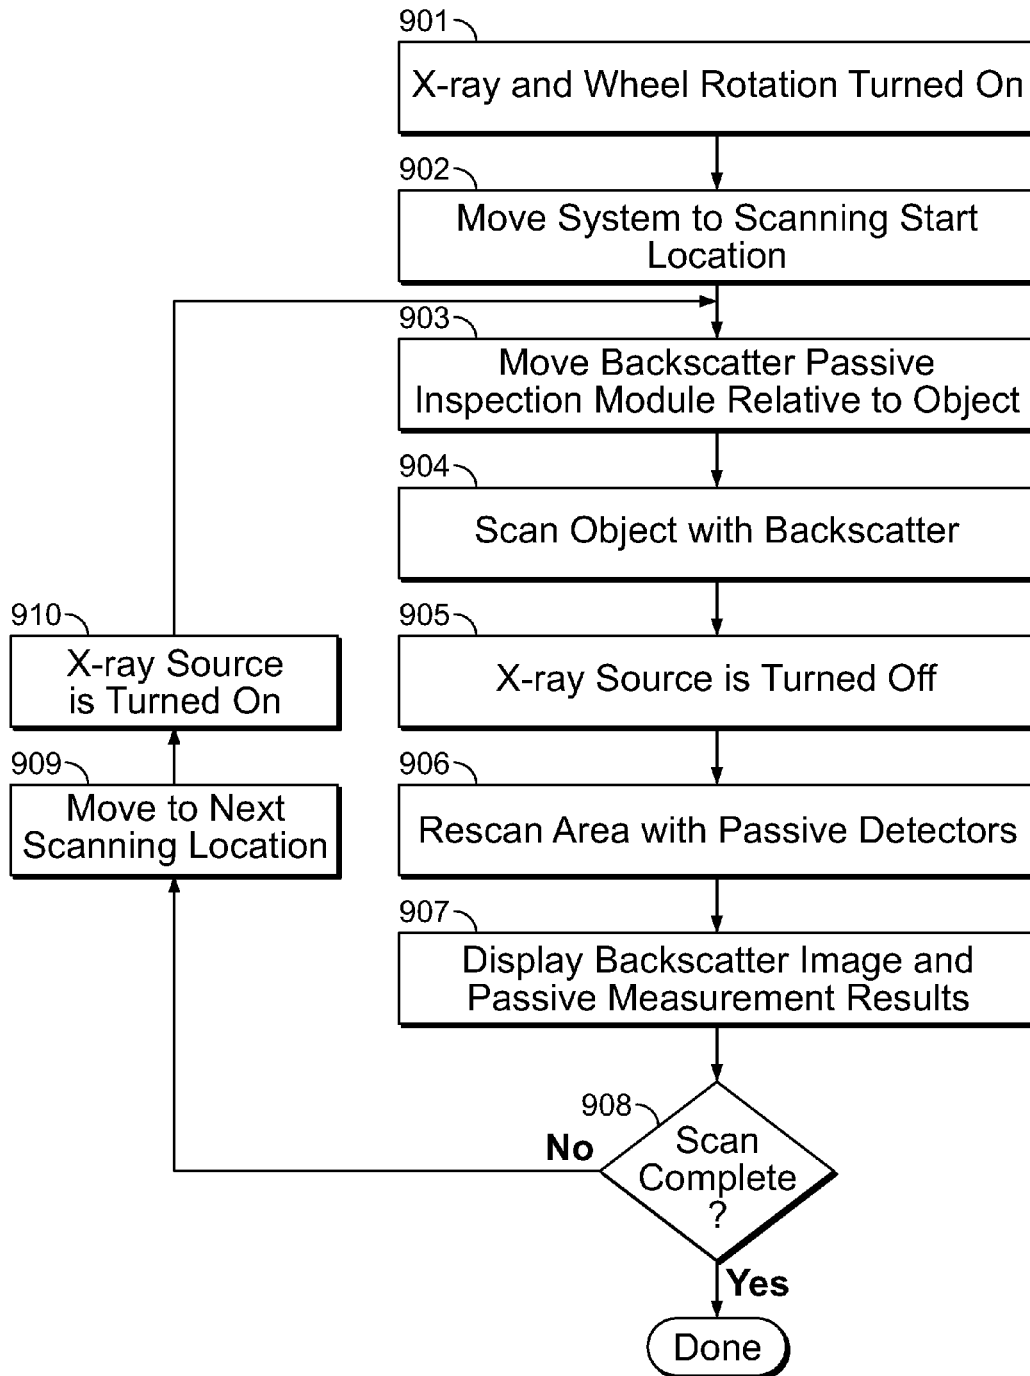 901
X-ray and Wheel Rotation Turned On
902
Move System to Scanning Start
Location
903
Move Backscatter Passive
Inspection Module Relative to Object
904
Scan Object with Backscatter
905
X-ray Source is Turned Off
906
Rescan Area with Passive Detectors
907
Display Backscatter Image and
Passive Measurement Results
908
Scan
Complete
?
No
Yes
Done
909
Move to Next
Scanning Location
910
X-ray Source
is Turned On